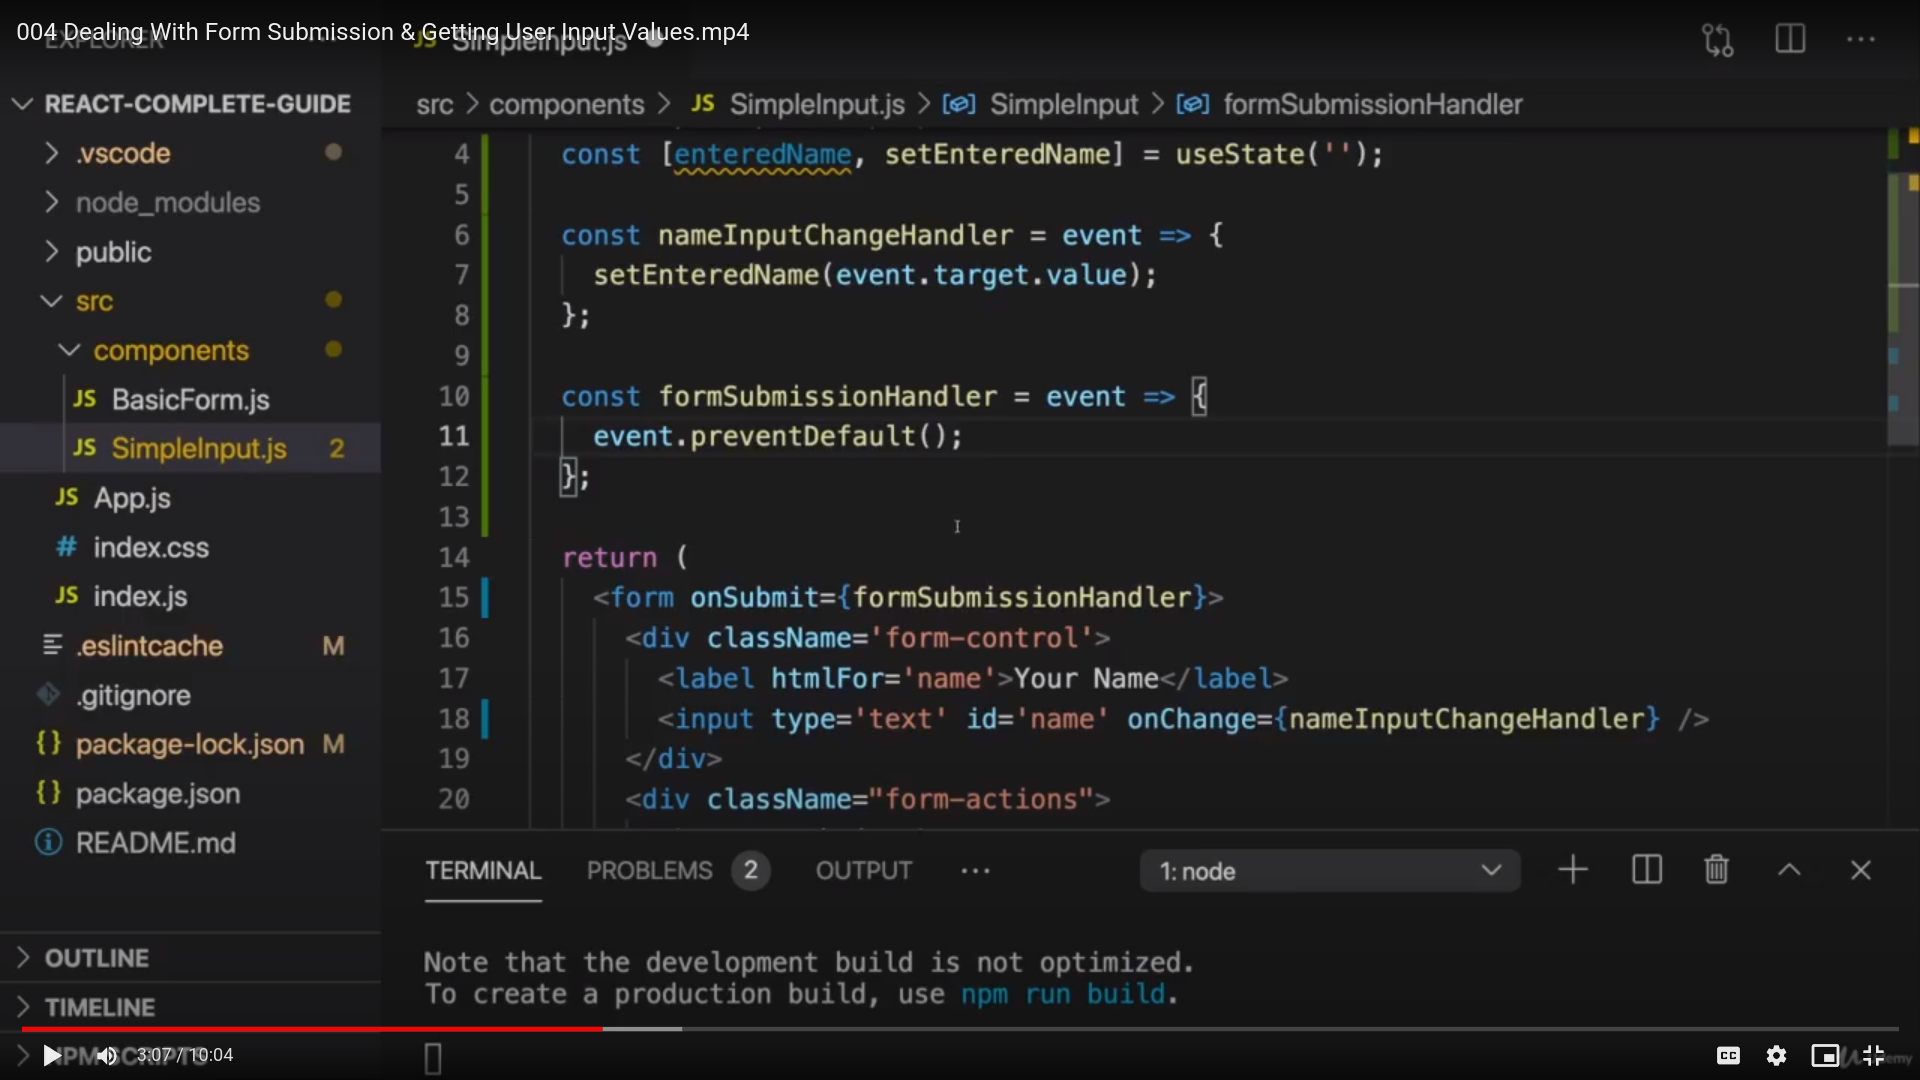 004 Dealing With Form Submission & Getting User Input Values.mp4
EXPLORER
JS SimpleInput.js
REACT-COMPLETE-GUIDE
.vscode
node_modules
public
src
components
JS BasicForm.js
JS SimpleInput.js 2
JS App.js
# index.css
JS index.js
.eslintcache M
.gitignore
{} package-lock.json M
{} package.json
README.md
OUTLINE
TIMELINE
NPM SCRIPTS
src > components > JS SimpleInput.js > SimpleInput > formSubmissionHandler
4 const [enteredName, setEnteredName] = useState('');
5
6 const nameInputChangeHandler = event => {
7 setEnteredName(event.target.value);
8 };
9
10 const formSubmissionHandler = event => {
11 event.preventDefault();
12 };
13
14 return (
15 <form onSubmit={formSubmissionHandler}>
16 <div className='form-control'>
17 <label htmlFor='name'>Your Name</label>
18 <input type='text' id='name' onChange={nameInputChangeHandler} />
19 </div>
20 <div className="form-actions">
TERMINAL PROBLEMS 2 OUTPUT ··· 1: node
Note that the development build is not optimized.
To create a production build, use npm run build.
3:07 / 10:04
CC